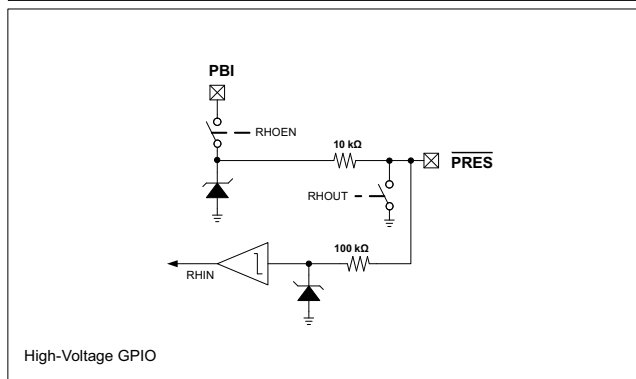 PBI
RHOEN
10 kΩ
PRES
RHOUT
100 kΩ
RHIN
High-Voltage GPIO